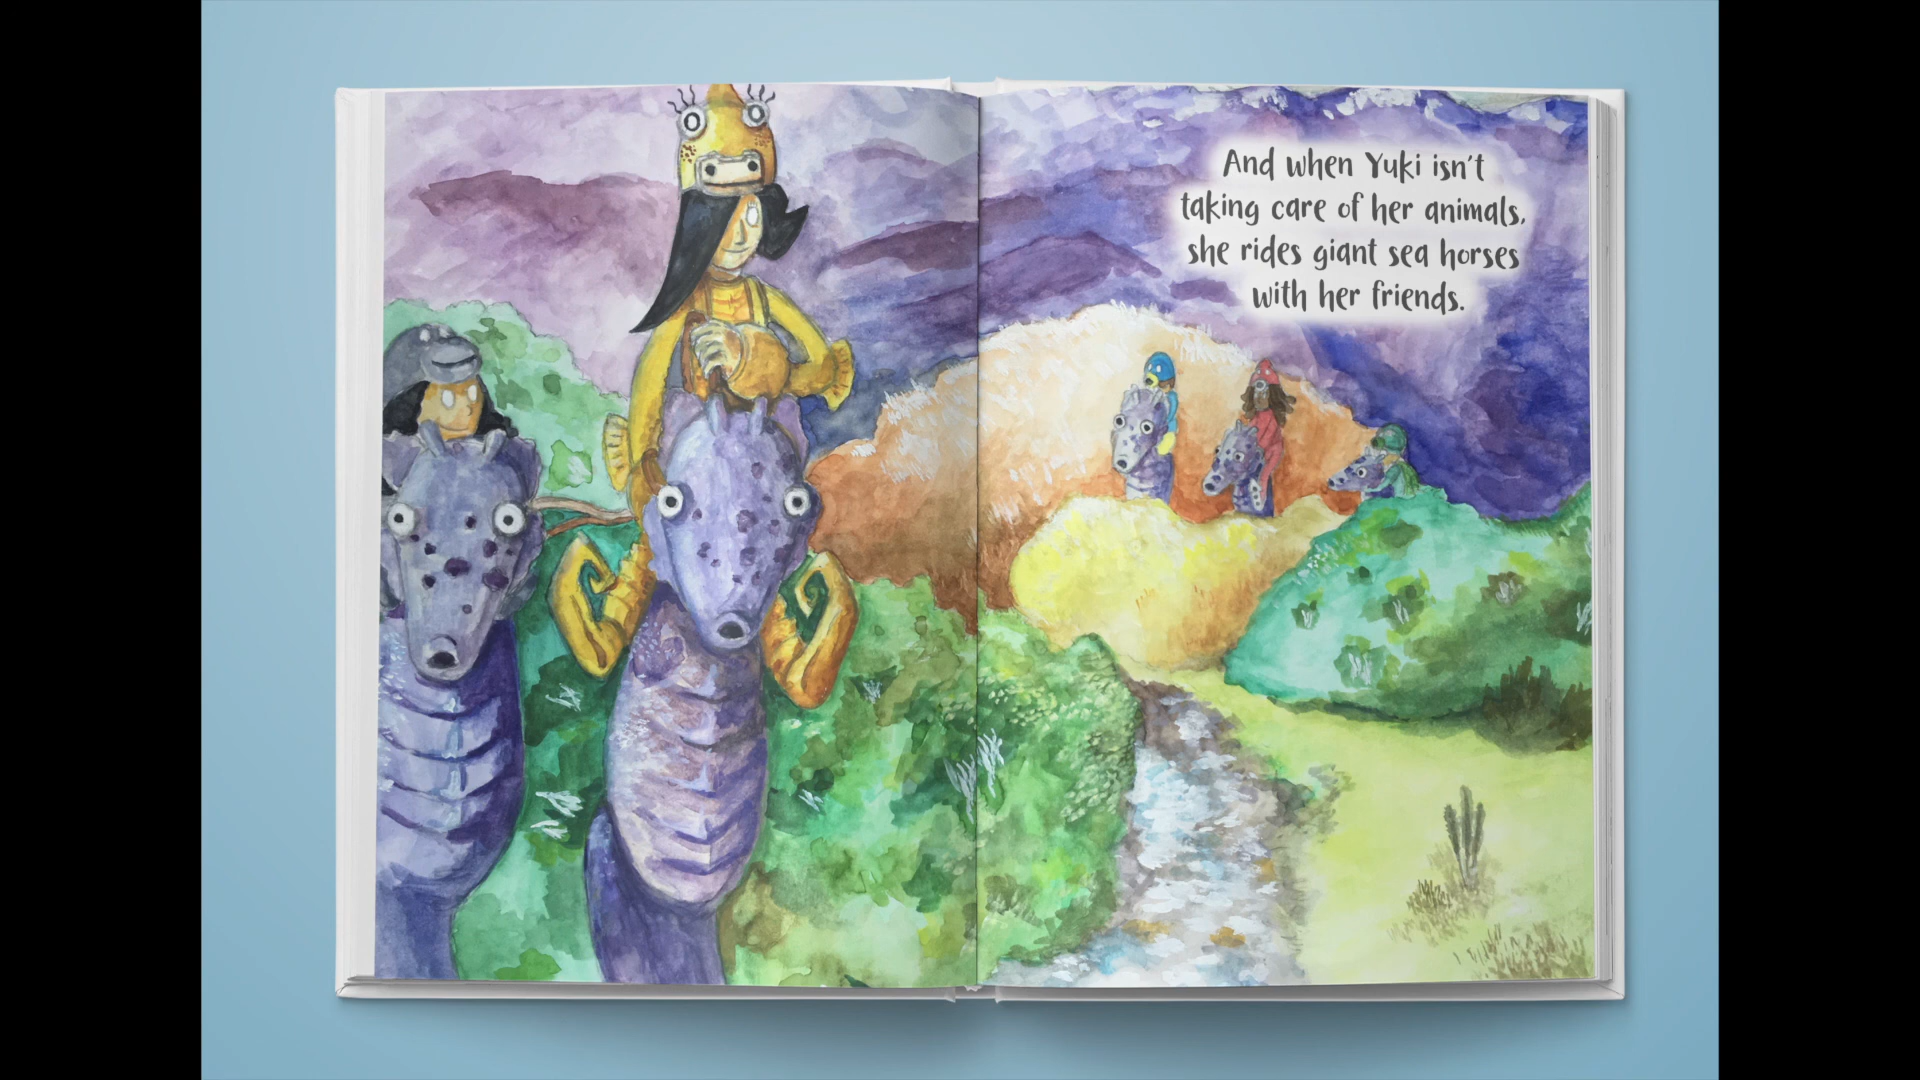 And when Yuki isn't
taking care of her animals,
she rides giant sea horses
with her friends.